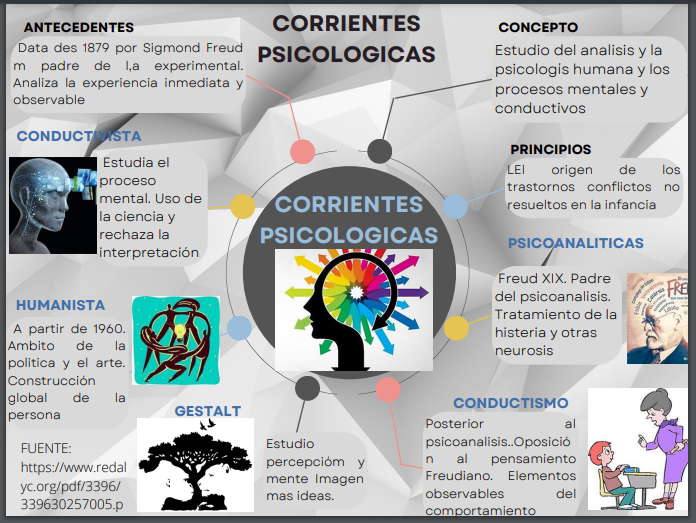 CORRIENTES
PSICOLOGICAS
ANTECEDENTES
Data des 1879 por Sigmond Freud
m padre de l,a experimental.
Analiza la experiencia inmediata y
observable
CONCEPTO
Estudio del analisis y la
psicologis humana y los
procesos mentales y
conductivos
CONDUCTIVISTA
Estudia el
proceso
mental. Uso de
la ciencia y
rechaza la
interpretación
PRINCIPIOS
LEl origen de los
trastornos conflictos no
resueltos en la infancia
CORRIENTES
PSICOLOGICAS
PSICOANALITICAS
Freud XIX. Padre
del psicoanalisis.
Tratamiento de la
histeria y otras
neurosis
FRE
HUMANISTA
A partir de 1960.
Ambito de la
politica y el arte.
Construcción
global de la
persona
GESTALT
Estudio
percepcióm y
mente Imagen
mas ideas.
CONDUCTISMO
Posterior al
psicoanalisis..Oposició
n al pensamiento
Freudiano. Elementos
observables del
comportamiento
FUENTE:
https://www.redal
yc.org/pdf/3396/
339630257005.p